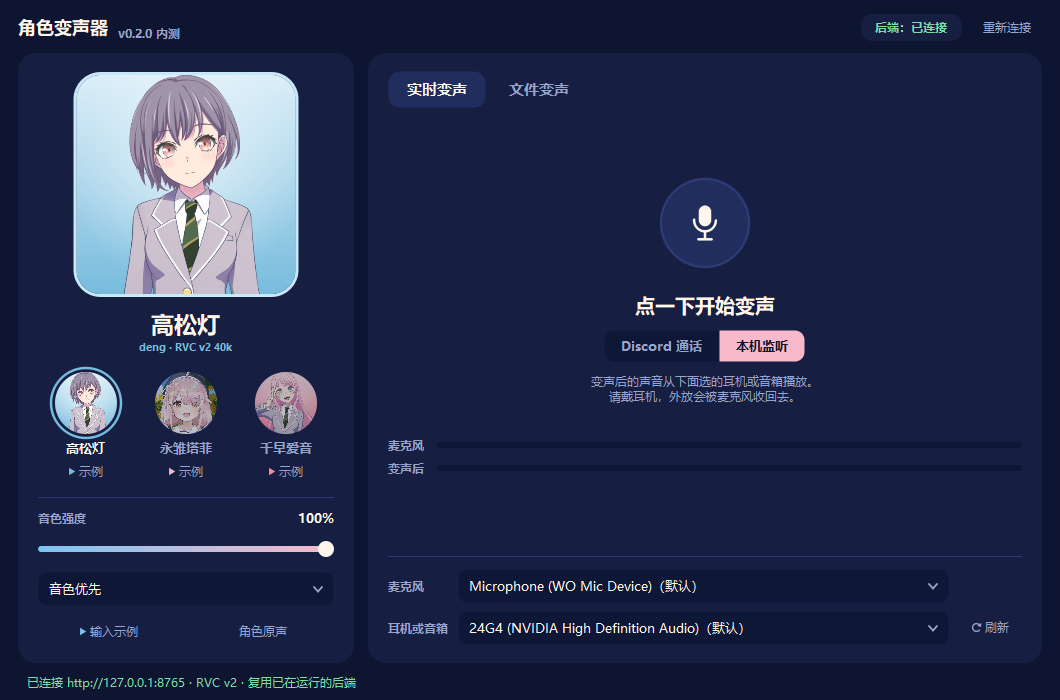 角色变声器 v0.2.0 内测
后端：已连接 重新连接
高松灯
deng · RVC v2 40k
高松灯 永雏塔菲 千早爱音
示例 示例 示例
音色强度 100%
音色优先
输入示例 角色原声
实时变声 文件变声
点一下开始变声
Discord 通话 本机监听
变声后的声音从下面选的耳机或音箱播放。
请戴耳机，外放会被麦克风收回去。
麦克风
变声后
麦克风 Microphone (WO Mic Device)（默认）
耳机或音箱 24G4 (NVIDIA High Definition Audio)（默认） 刷新
已连接 http://127.0.0.1:8765 · RVC v2 · 复用已在运行的后端